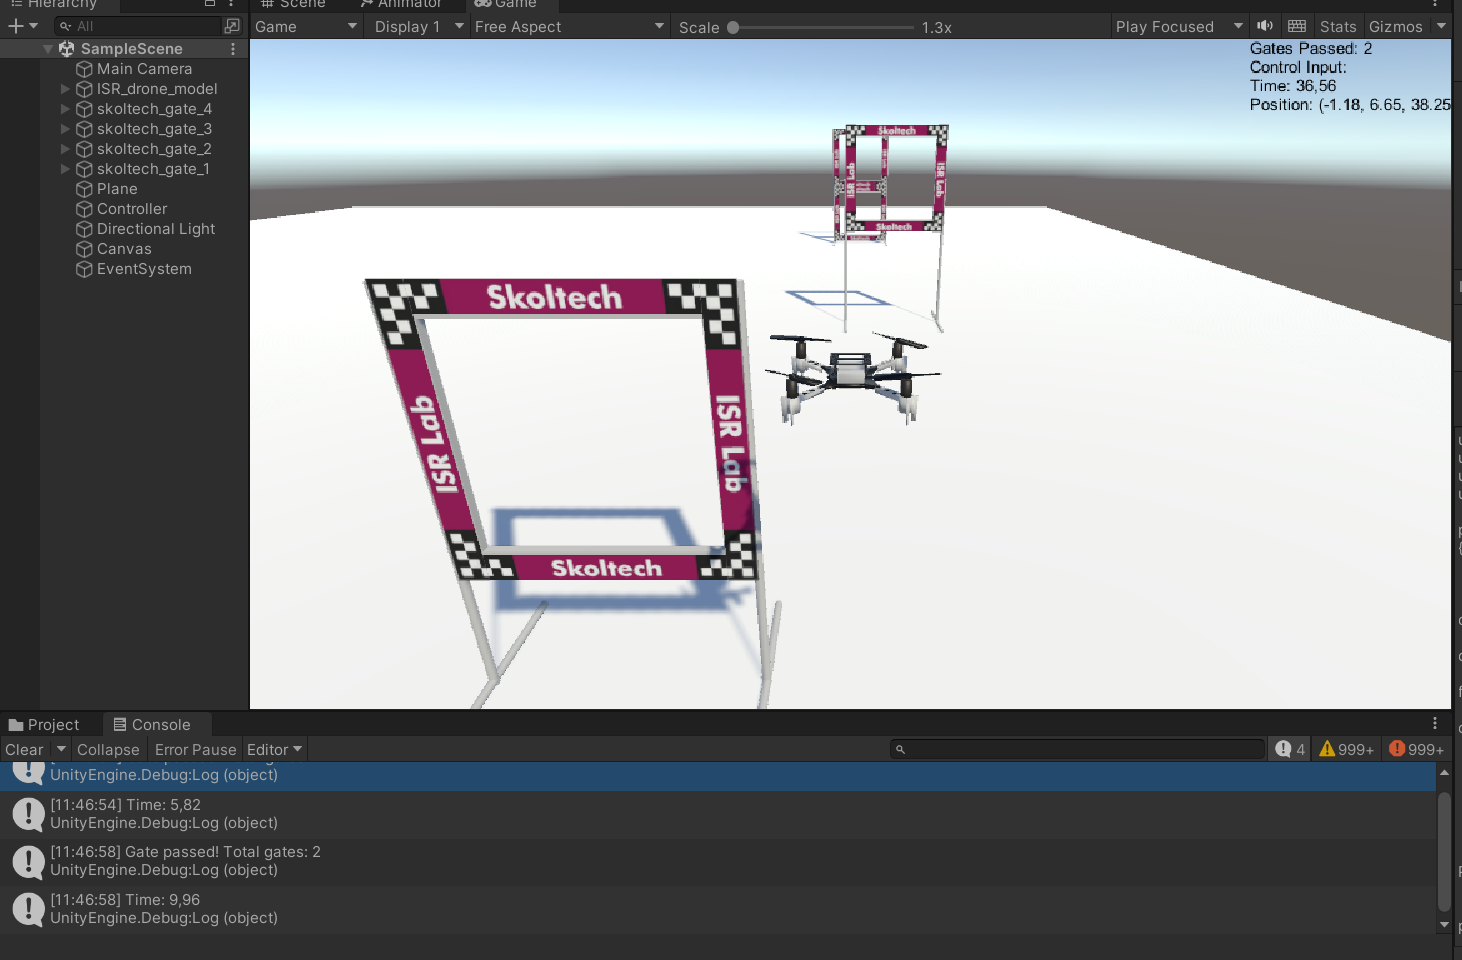 Hierarchy
All
SampleScene
Main Camera
ISR_drone_model
skoltech_gate_4
skoltech_gate_3
skoltech_gate_2
skoltech_gate_1
Plane
Controller
Directional Light
Canvas
EventSystem
Scene Animator Game
Game Display 1 Free Aspect Scale 1.3x Play Focused Stats Gizmos
Gates Passed: 2
Control Input:
Time: 36,56
Position: (-1.18, 6.65, 38.25
Skoltech
ISR Lab
ISR Lab
Skoltech
Skoltech
ISR Lab
ISR Lab
Skoltech
Project Console
Clear Collapse Error Pause Editor 4 999+ 999+
UnityEngine.Debug:Log (object)
[11:46:54] Time: 5,82
UnityEngine.Debug:Log (object)
[11:46:58] Gate passed! Total gates: 2
UnityEngine.Debug:Log (object)
[11:46:58] Time: 9,96
UnityEngine.Debug:Log (object)